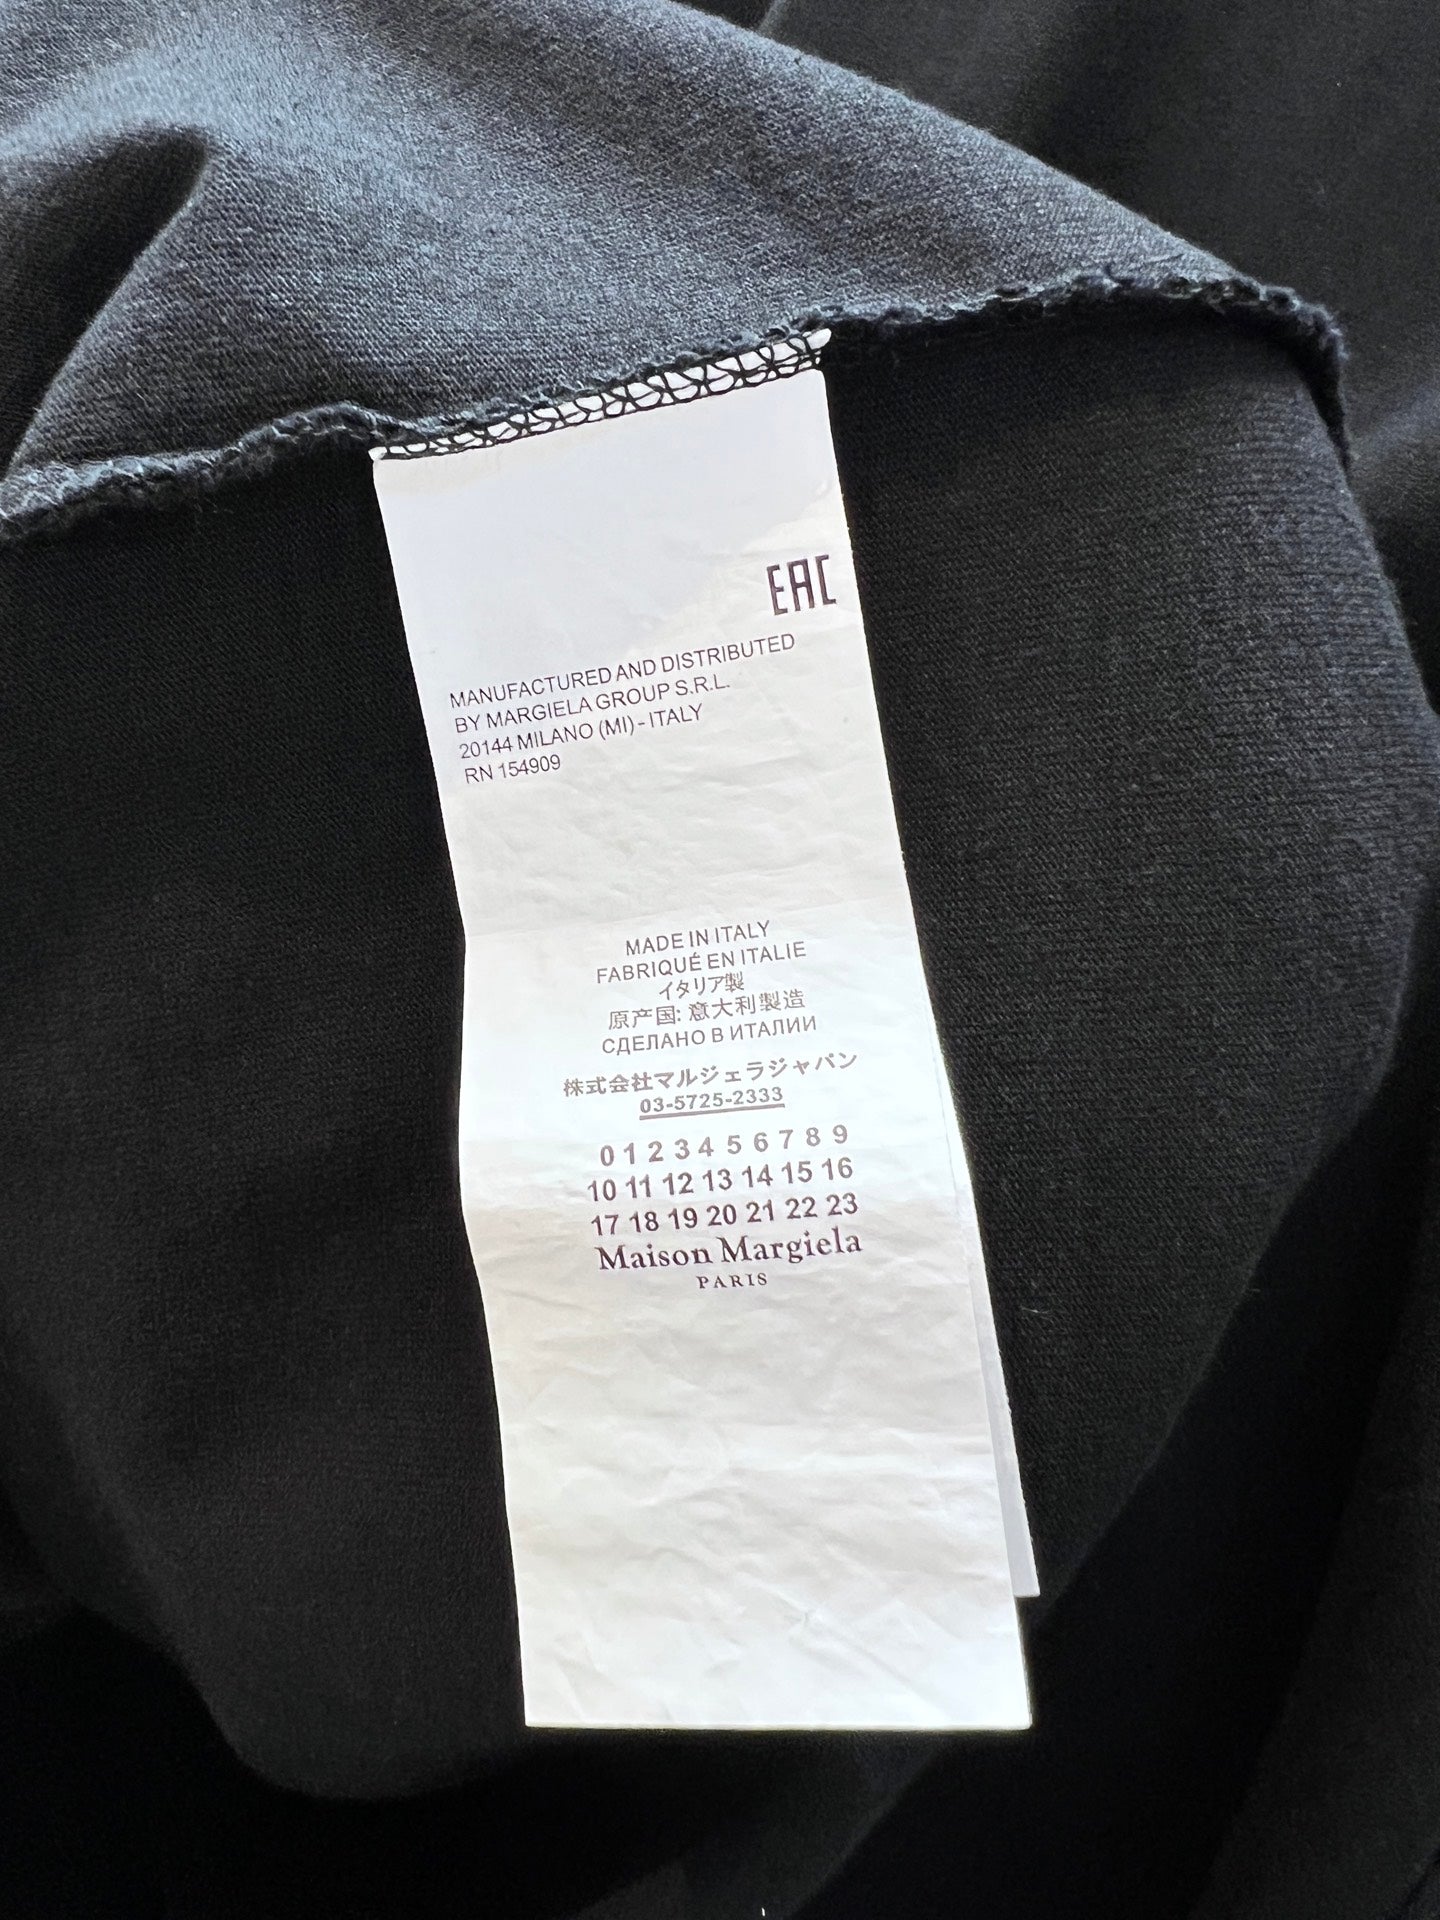 EAC
MANUFACTURED AND DISTRIBUTED
BY MARGIELA GROUP S.R.L.
20144 MILANO (MI) - ITALY
RN 154909
MADE IN ITALY
FABRIQUÉ EN ITALIE
イタリア製
原产国: 意大利製造
СДЕЛАНО В ИТАЛИИ
株式会社マルジェラジャパン
03-5725-2333
0 1 2 3 4 5 6 7 8 9
10 11 12 13 14 15 16
17 18 19 20 21 22 23
Maison Margiela
PARIS